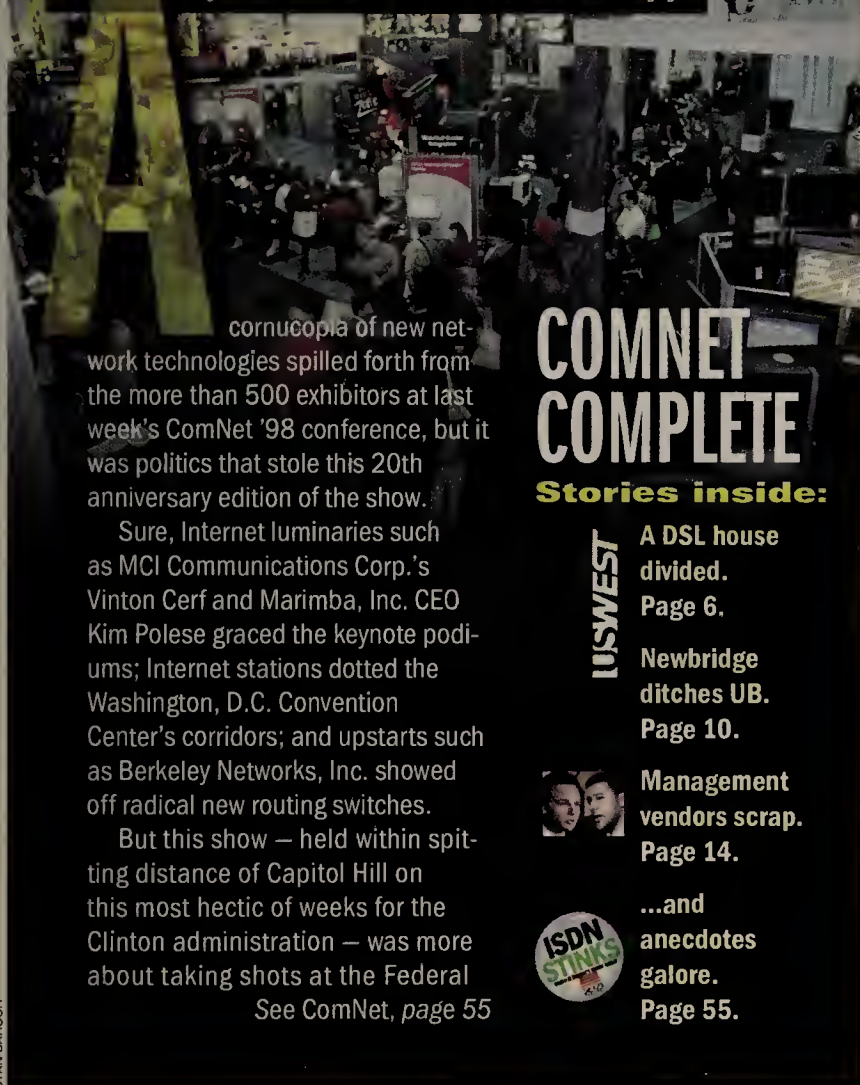 A
cornucopia of new net-
work technologies spilled forth from
the more than 500 exhibitors at last
week's ComNet '98 conference, but it
was politics that stole this 20th
anniversary edition of the show.
Sure, Internet luminaries such
as MCI Communications Corp.'s
Vinton Cerf and Marimba, Inc. CEO
Kim Polese graced the keynote podi-
ums; Internet stations dotted the
Washington, D.C. Convention
Center's corridors; and upstarts such
as Berkeley Networks, Inc. showed
off radical new routing switches.
But this show — held within spit-
ting distance of Capitol Hill on
this most hectic of weeks for the
Clinton administration — was more
about taking shots at the Federal
See ComNet, page 55
COMNET
COMPLETE
Stories inside:
USWEST
A DSL house
divided.
Page 6.
Newbridge
ditches UB.
Page 10.
Management
vendors scrap.
Page 14.
ISDN
STINKS
...and
anecdotes
galore.
Page 55.